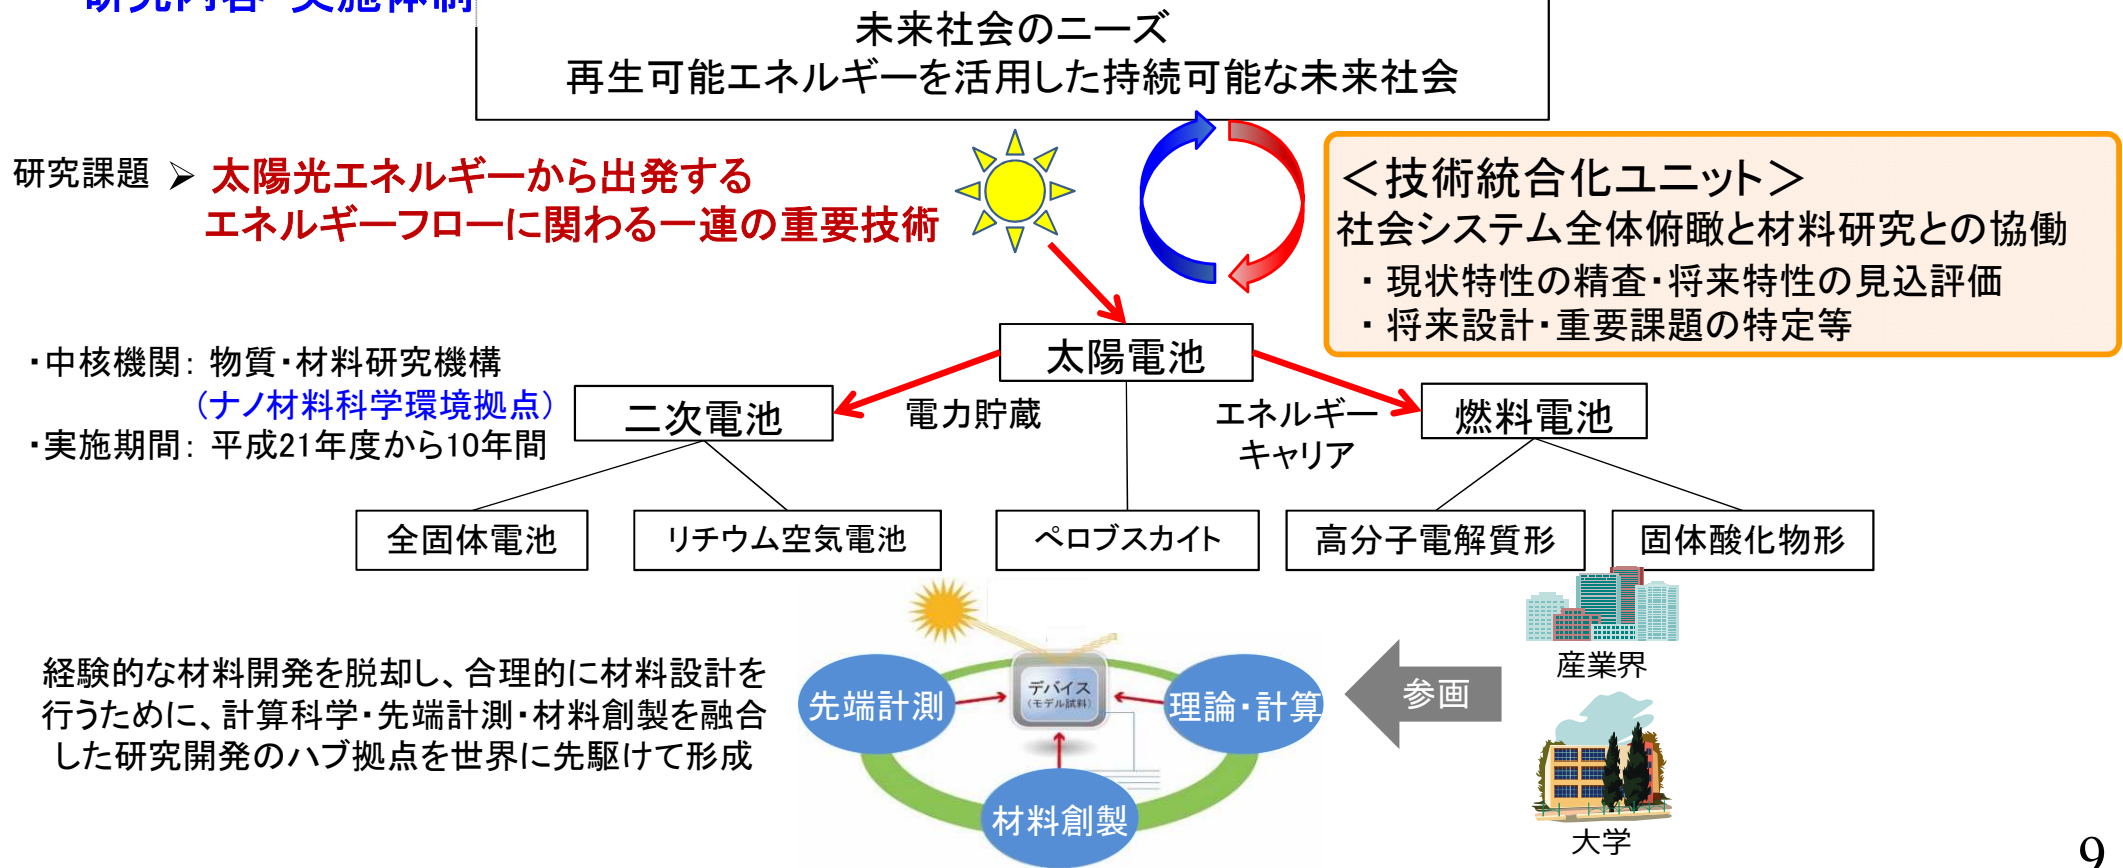 研究内容・実施体制
未来社会のニーズ
再生可能エネルギーを活用した持続可能な未来社会
研究課題 ➢ 太陽光エネルギーから出発する
エネルギーフローに関わる一連の重要技術
＜技術統合化ユニット＞
社会システム全体俯瞰と材料研究との協働
・現状特性の精査・将来特性の見込評価
・将来設計・重要課題の特定等
・中核機関： 物質・材料研究機構
（ナノ材料科学環境拠点）
・実施期間： 平成21年度から10年間
太陽電池
二次電池
電力貯蔵
エネルギー
キャリア
燃料電池
全固体電池
リチウム空気電池
ペロブスカイト
高分子電解質形
固体酸化物形
経験的な材料開発を脱却し、合理的に材料設計を
行うために、計算科学・先端計測・材料創製を融合
した研究開発のハブ拠点を世界に先駆けて形成
先端計測
デバイス
（モデル試料）
理論・計算
材料創製
参画
産業界
大学
9